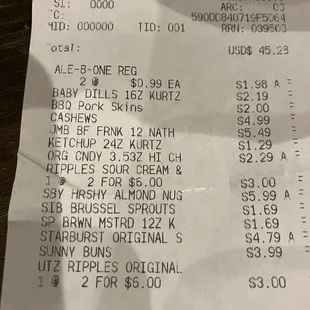 SI: 0000 ARC: 00
TC: 590DD840719F5064
MID: 000000 TID: 001 RRN: 039500
Total: USD$ 45.23
ALE-8-ONE REG
2 @ $0.99 EA $1.98 A
BABY DILLS 16Z KURTZ $2.19
BBQ Pork Skins $2.00
CASHEWS $4.99
JMB BF FRNK 12 NATH $5.49
KETCHUP 24Z KURTZ $1.29
ORG CNDY 3.53Z HI CH $2.29 A
RIPPLES SOUR CREAM &
1 @ 2 FOR $6.00 $3.00
SBY HRSHY ALMOND NUG $5.99 A
SIB BRUSSEL SPROUTS $1.69
SP BRWN MSTRD 12Z K $1.69
STARBURST ORIGINAL S $4.79 A
SUNNY BUNS $3.99
UTZ RIPPLES ORIGINAL
1 @ 2 FOR $6.00 $3.00